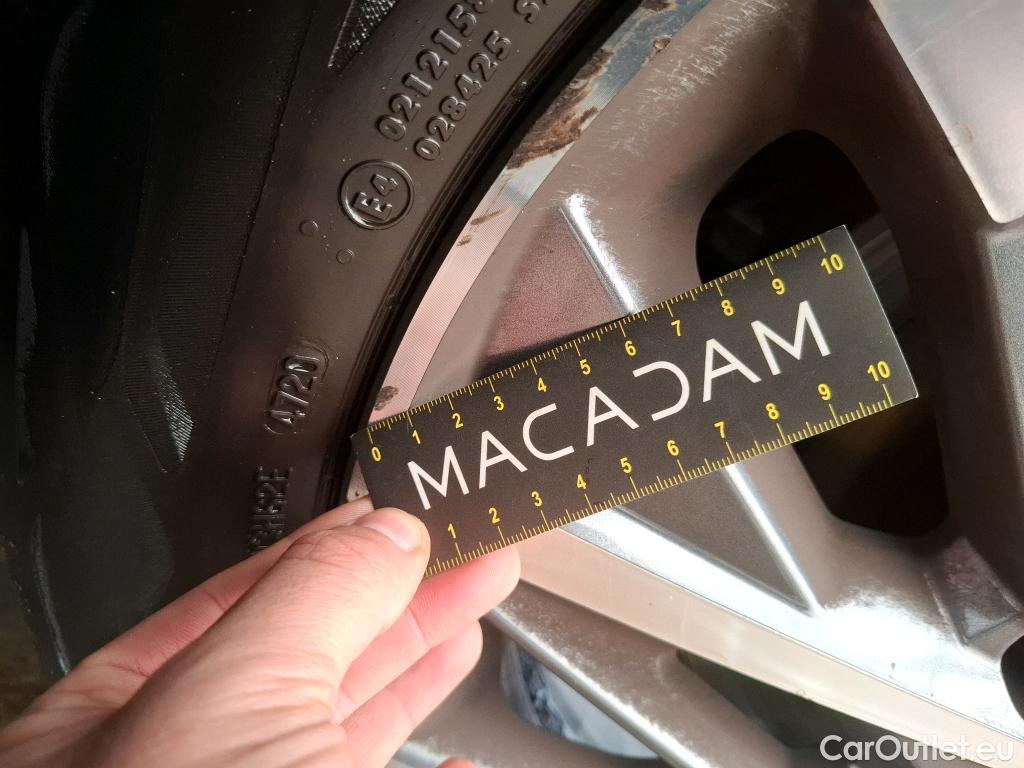 0212158
028425 S
E4
(4720)
0 1 2 3 4 5 6 7 8 9 10
MACADAM
1 2 3 4 5 6 7 8 9 10
CarOutlet.eu